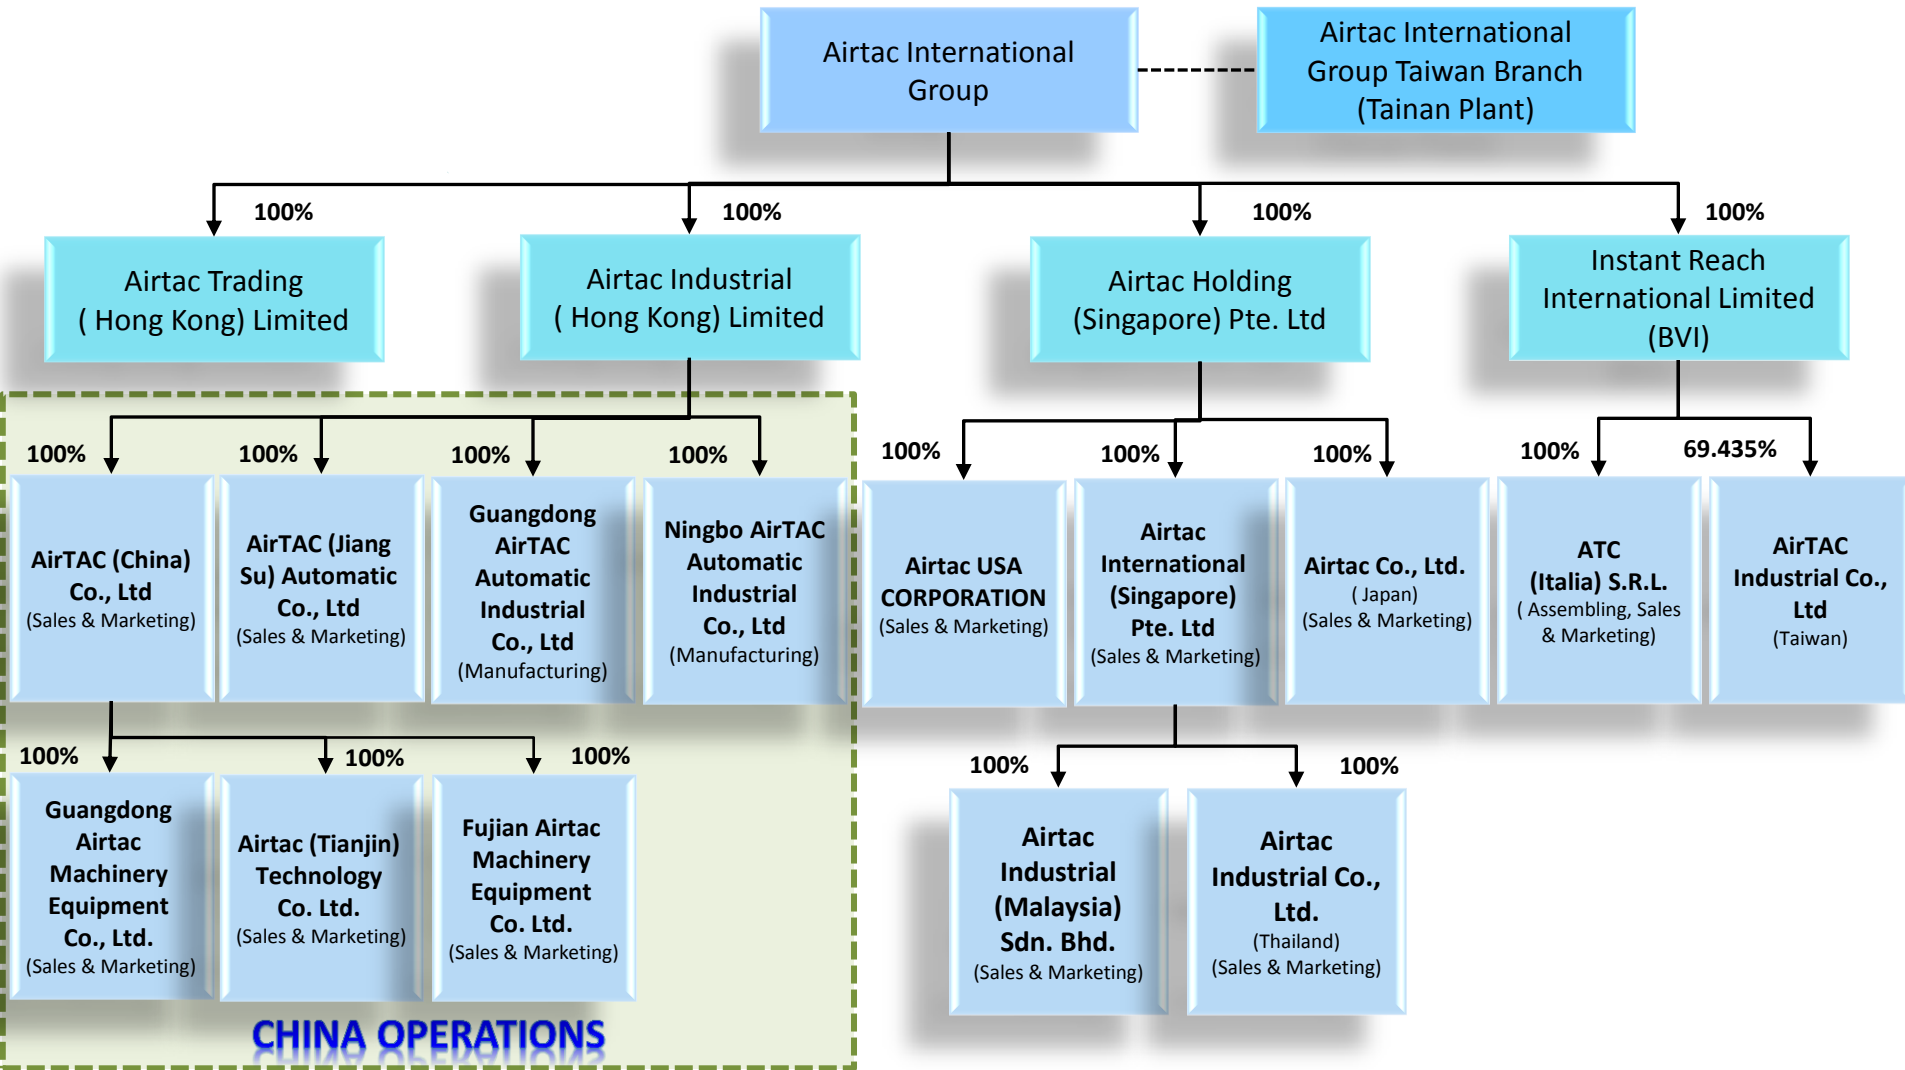 Airtac International
Group
Airtac International
Group Taiwan Branch
(Tainan Plant)
100%
100%
100%
100%
Airtac Trading
( Hong Kong) Limited
Airtac Industrial
( Hong Kong) Limited
Airtac Holding
(Singapore) Pte. Ltd
Instant Reach
International Limited
(BVI)
100%
100%
100%
100%
100%
100%
100%
100%
69.435%
AirTAC (China)
Co., Ltd
(Sales & Marketing)
AirTAC (Jiang
Su) Automatic
Co., Ltd
(Sales & Marketing)
Guangdong
AirTAC
Automatic
Industrial
Co., Ltd
(Manufacturing)
Ningbo AirTAC
Automatic
Industrial
Co., Ltd
(Manufacturing)
Airtac USA
CORPORATION
(Sales & Marketing)
Airtac
International
(Singapore)
Pte. Ltd
(Sales & Marketing)
Airtac Co., Ltd.
( Japan)
(Sales & Marketing)
ATC
(Italia) S.R.L.
( Assembling, Sales
& Marketing)
AirTAC
Industrial Co.,
Ltd
(Taiwan)
100%
100%
100%
100%
100%
Guangdong
Airtac
Machinery
Equipment
Co., Ltd.
(Sales & Marketing)
Airtac (Tianjin)
Technology
Co. Ltd.
(Sales & Marketing)
Fujian Airtac
Machinery
Equipment
Co. Ltd.
(Sales & Marketing)
Airtac
Industrial
(Malaysia)
Sdn. Bhd.
(Sales & Marketing)
Airtac
Industrial Co.,
Ltd.
(Thailand)
(Sales & Marketing)
CHINA OPERATIONS